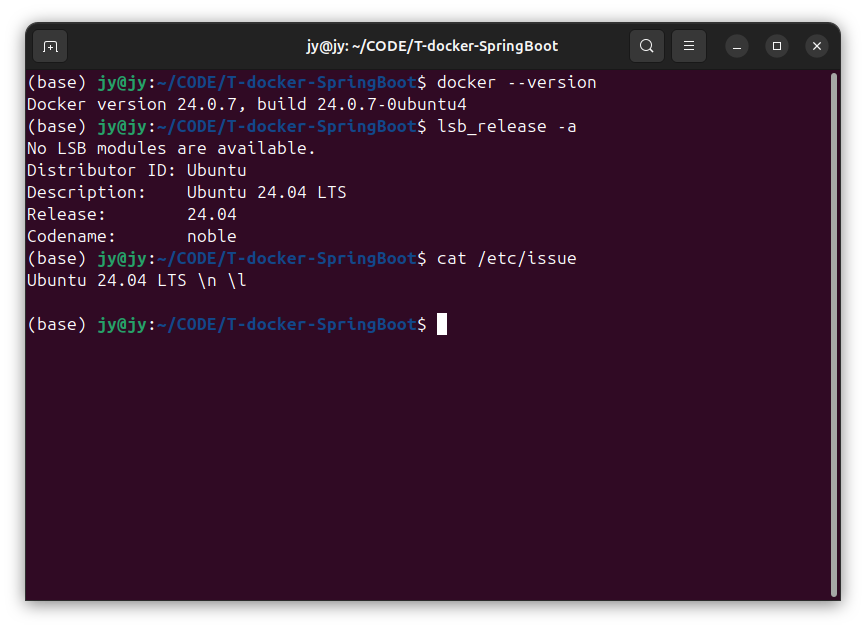 jy@jy: ~/CODE/T-docker-SpringBoot
(base) jy@jy:~/CODE/T-docker-SpringBoot$ docker --version
Docker version 24.0.7, build 24.0.7-0ubuntu4
(base) jy@jy:~/CODE/T-docker-SpringBoot$ lsb_release -a
No LSB modules are available.
Distributor ID: Ubuntu
Description:    Ubuntu 24.04 LTS
Release:        24.04
Codename:       noble
(base) jy@jy:~/CODE/T-docker-SpringBoot$ cat /etc/issue
Ubuntu 24.04 LTS \n \l
(base) jy@jy:~/CODE/T-docker-SpringBoot$